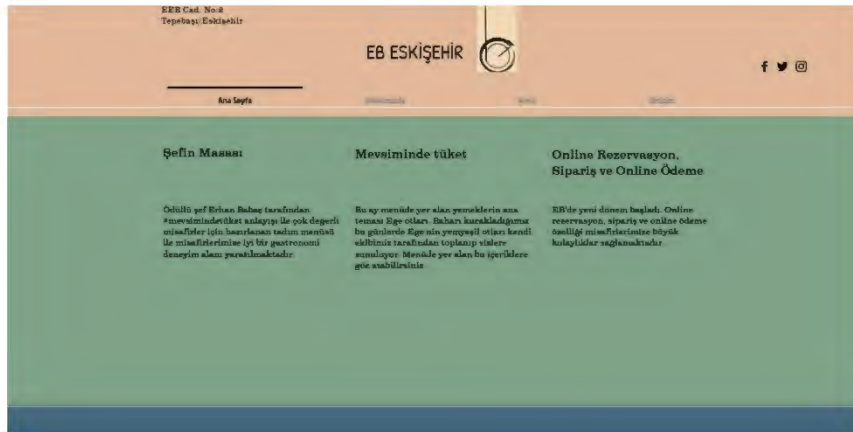 EEB Cad. No:2
Tepebaşı/Eskişehir
EB ESKİŞEHİR
Ana Sayfa
Şefin Masası
Ödüllü şef Erhan Babaş tarafından
#mevsimindetüket anlayışı ile çok değerli
misafirler için hazırlanan tadım menüsü
ile misafirlerimize iyi bir gastronomi
deneyim alanı yaratılmaktadır.
Mevsiminde tüket
Bu ay menüde yer alan yemeklerin ana
teması Ege otları. Baharı kucakladığımız
bu günlerde Ege'nin yemyeşil otları kendi
ekibimiz tarafından toplanıp sizlere
sunuluyor. Menüde yer alan bu içeriklere
göz atabilirsiniz.
Online Rezervasyon,
Sipariş ve Online Ödeme
EB'de yeni dönem başladı. Online
rezervasyon, sipariş ve online ödeme
özelliği misafirlerimize büyük
kolaylıklar sağlamaktadır.